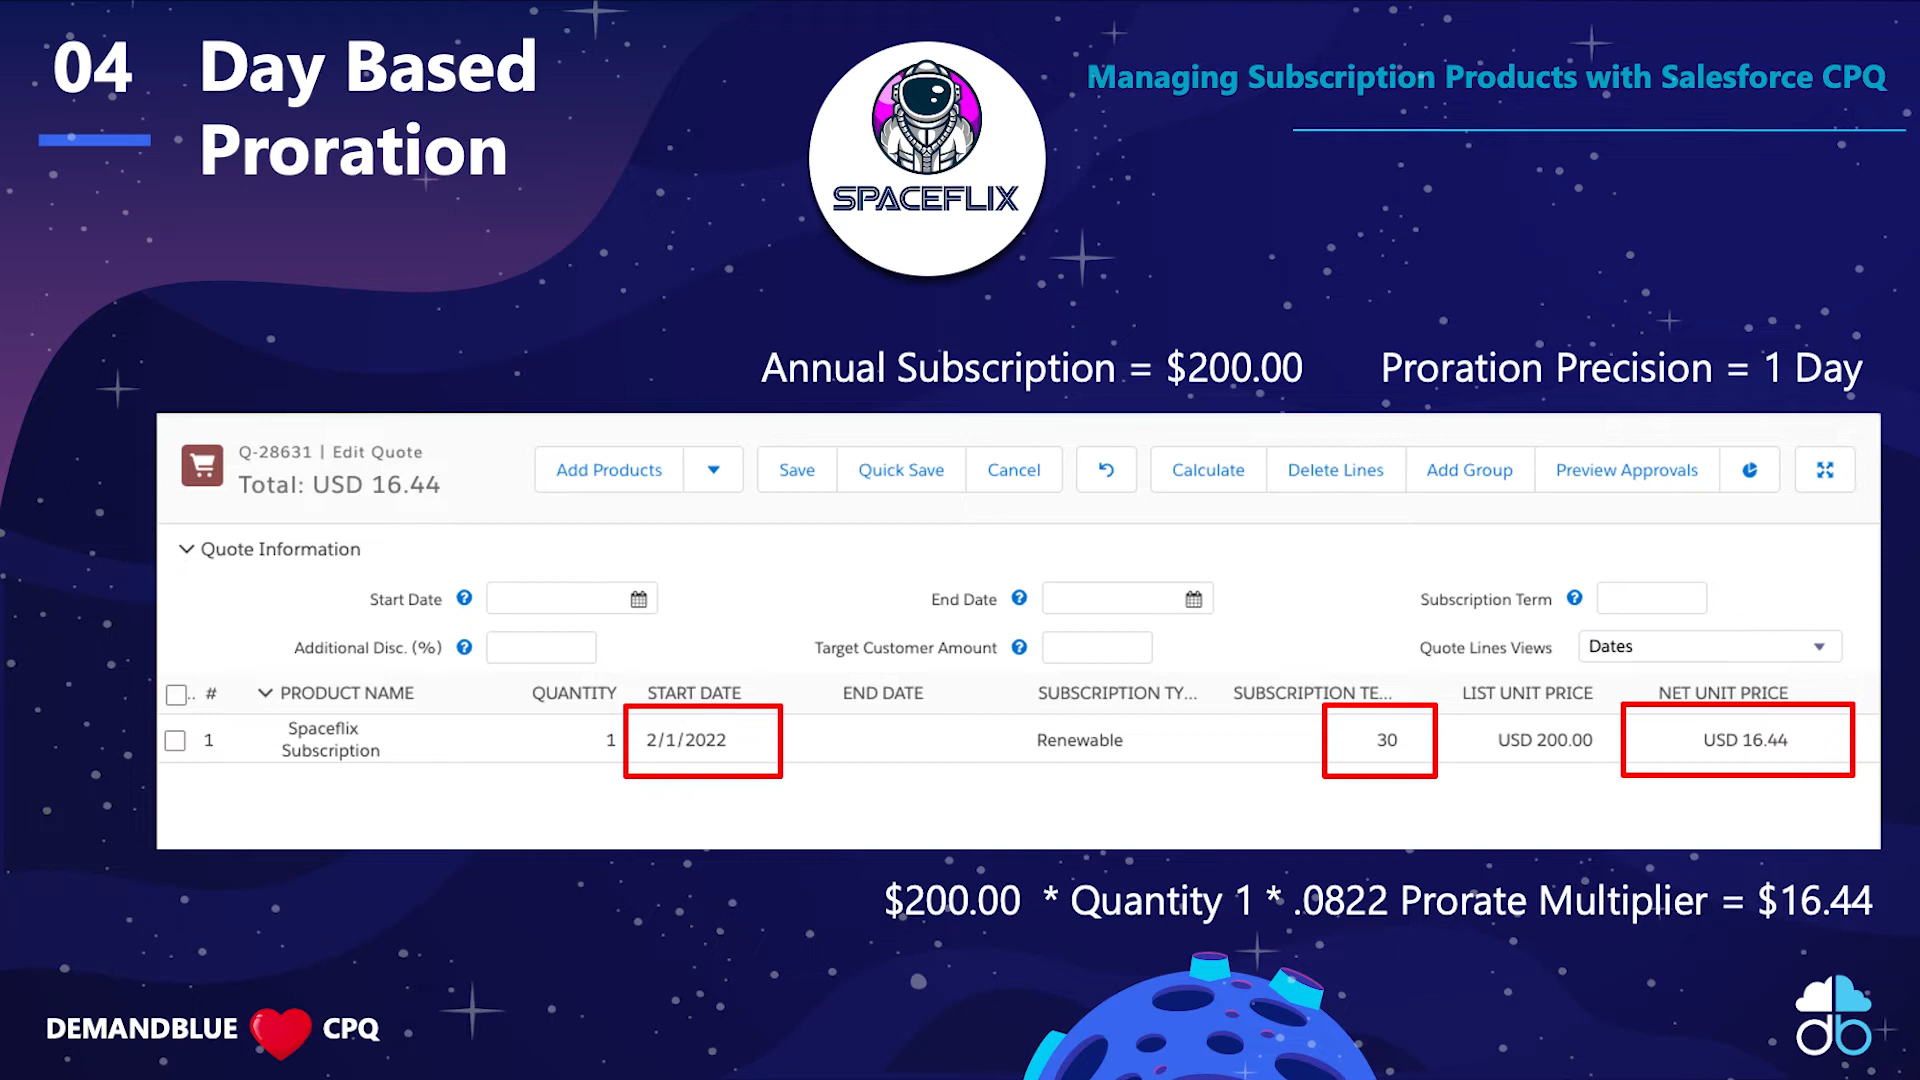 04 Day Based
Proration
SPACEFLIX
Managing Subscription Products with Salesforce CPQ
Annual Subscription = $200.00 Proration Precision = 1 Day
Q-28631 | Edit Quote
Total: USD 16.44
Add Products Save Quick Save Cancel Calculate Delete Lines Add Group Preview Approvals
Quote Information
Start Date End Date Subscription Term
Additional Disc. (%) Target Customer Amount Quote Lines Views Dates
.. # PRODUCT NAME QUANTITY START DATE END DATE SUBSCRIPTION TY... SUBSCRIPTION TE... LIST UNIT PRICE NET UNIT PRICE
1 Spaceflix Subscription 1 2/1/2022 Renewable 30 USD 200.00 USD 16.44
$200.00 * Quantity 1 * .0822 Prorate Multiplier = $16.44
DEMANDBLUE CPQ
db